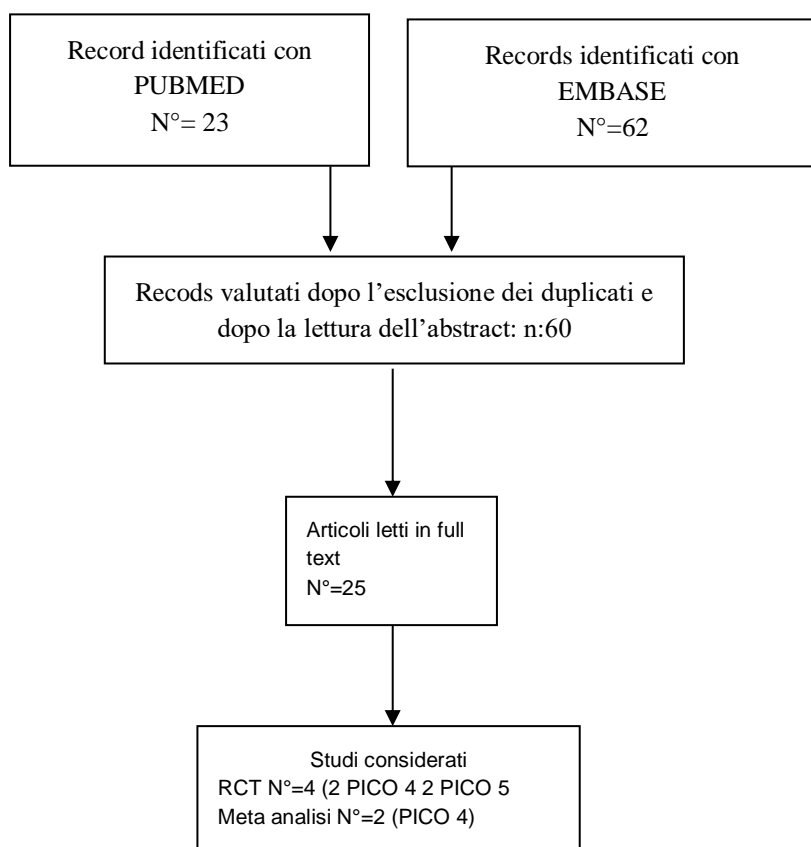 Record identificati con
PUBMED
N°= 23
Records identificati con
EMBASE
N°=62
Recods valutati dopo l’esclusione dei duplicati e
dopo la lettura dell’abstract: n:60
Articoli letti in full
text
N°=25
Studi considerati
RCT N°=4 (2 PICO 4 2 PICO 5
Meta analisi N°=2 (PICO 4)